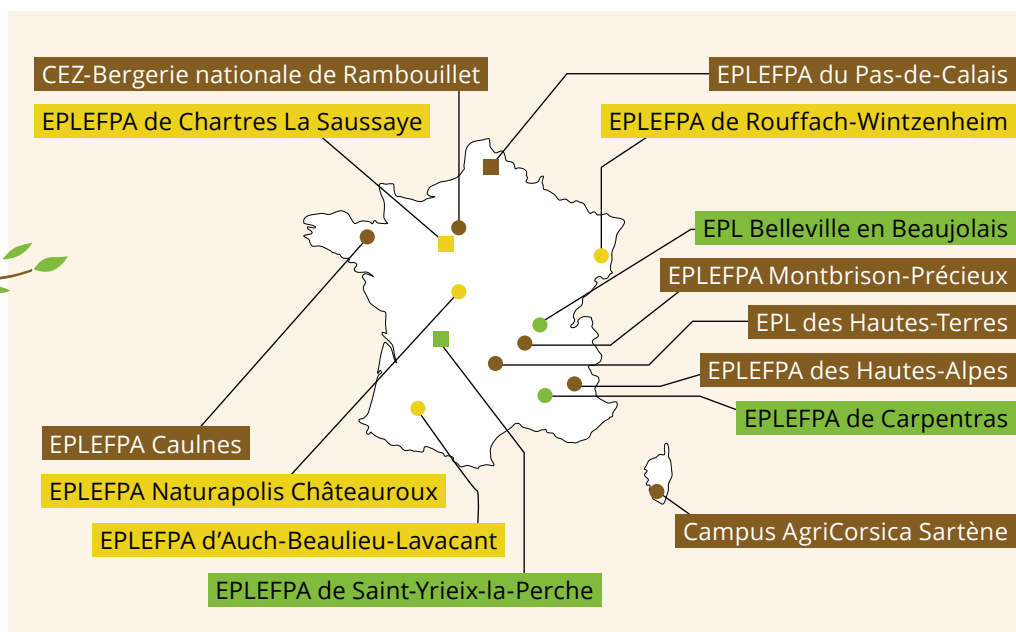 CEZ-Bergerie nationale de Rambouillet
EPLEFPA du Pas-de-Calais
EPLEFPA de Chartres La Saussaye
EPLEFPA de Rouffach-Wintzenheim
EPL Belleville en Beaujolais
EPLEFPA Montbrison-Précieux
EPL des Hautes-Terres
EPLEFPA des Hautes-Alpes
EPLEFPA de Carpentras
EPLEFPA Caulnes
EPLEFPA Naturapolis Châteauroux
Campus AgriCorsica Sartène
EPLEFPA d’Auch-Beaulieu-Lavacant
EPLEFPA de Saint-Yrieix-la-Perche